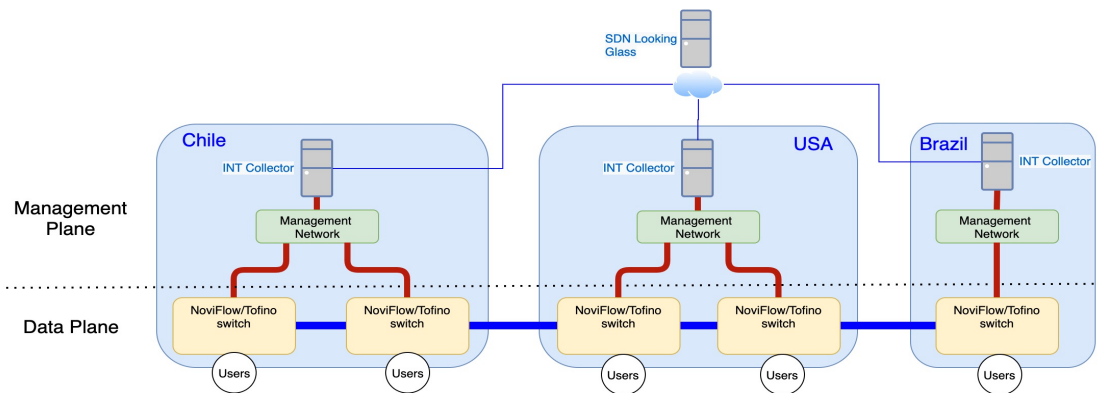 SDN Looking
Glass
Chile
USA
Brazil
INT Collector
INT Collector
INT Collector
Management
Plane
Management
Network
Management
Network
Management
Network
Data Plane
NoviFlow/Tofino
switch
NoviFlow/Tofino
switch
NoviFlow/Tofino
switch
NoviFlow/Tofino
switch
NoviFlow/Tofino
switch
Users
Users
Users
Users
Users